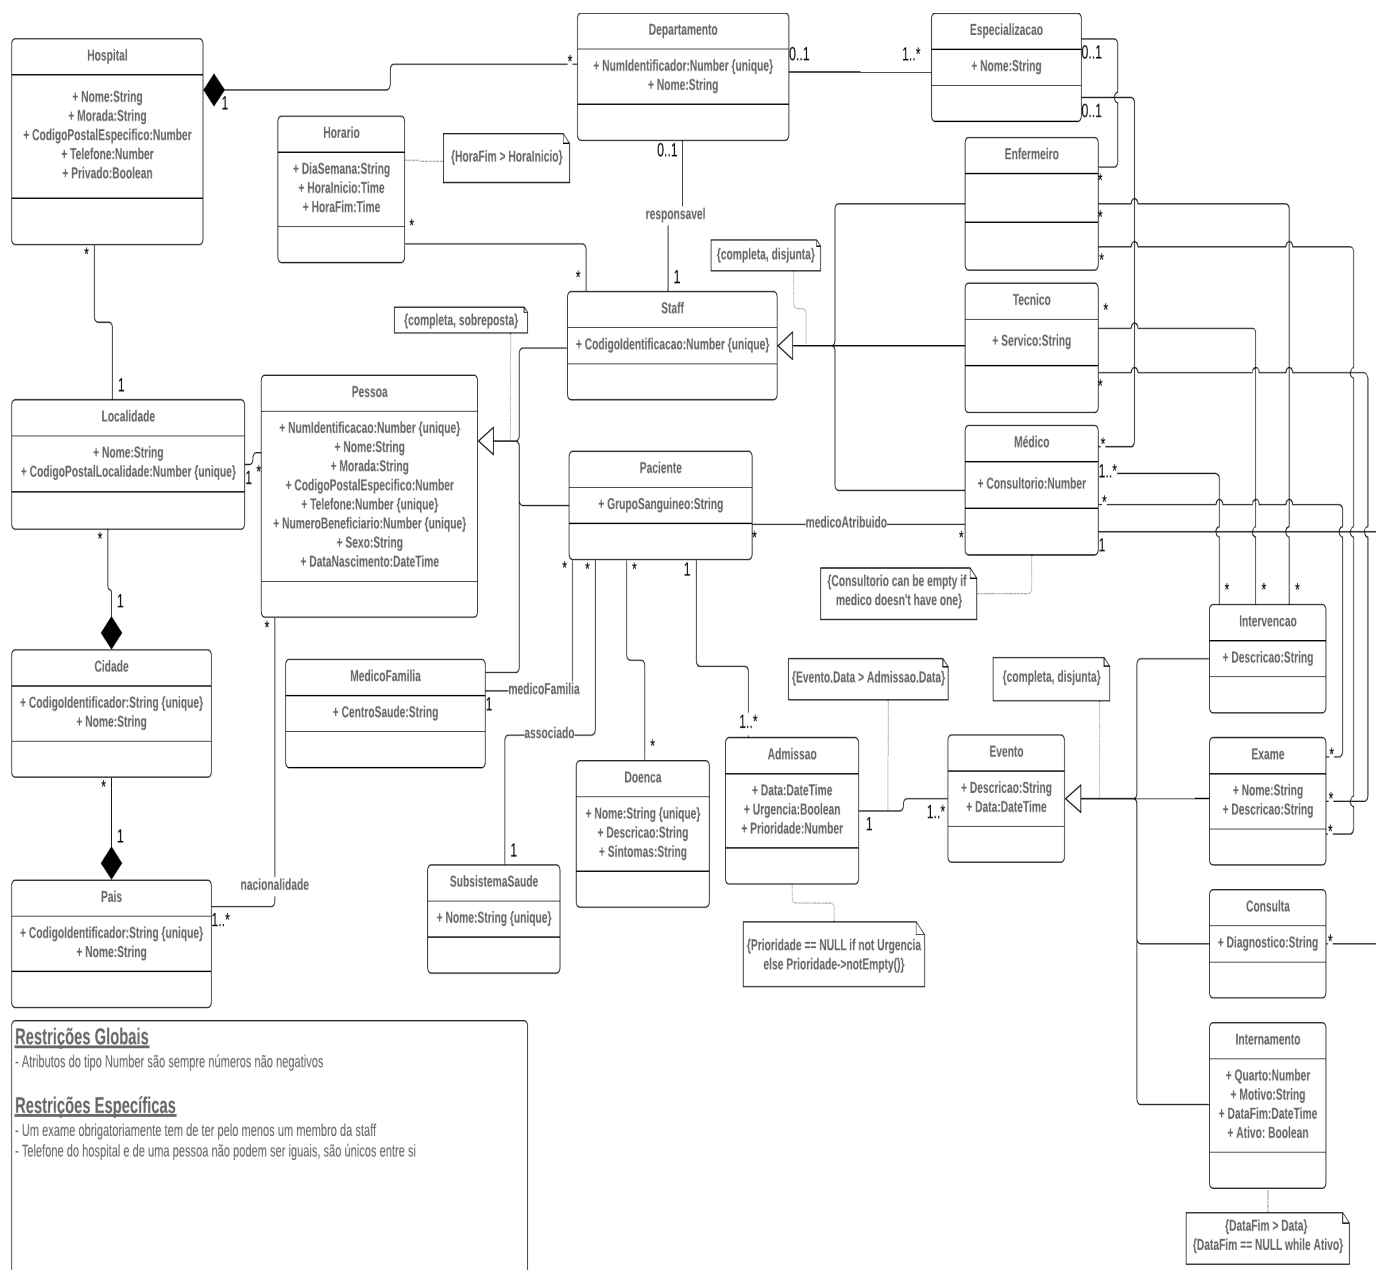 Hospital
+ Nome:String
+ Morada:String
+ CodigoPostalEspecifico:Number
+ Telefone:Number
+ Privado:Boolean
1
*
*
Departamento
+ NumIdentificador:Number {unique}
+ Nome:String
0..1
1..*
0..1
Especializacao
+ Nome:String
0..1
0..1
Horario
+ DiaSemana:String
+ HoraInicio:Time
+ HoraFim:Time
*
{HoraFim > HoraInicio}
responsavel
1
*
{completa, disjunta}
Enfermeiro
*
*
*
Staff
+ CodigoIdentificacao:Number {unique}
Tecnico
+ Servico:String
*
*
{completa, sobreposta}
1
Localidade
+ Nome:String
+ CodigoPostalLocalidade:Number {unique}
1
*
*
Pessoa
+ NumIdentificacao:Number {unique}
+ Nome:String
+ Morada:String
+ CodigoPostalEspecifico:Number
+ Telefone:Number {unique}
+ NumeroBeneficiario:Number {unique}
+ Sexo:String
+ DataNascimento:DateTime
*
Médico
+ Consultorio:Number
*
1..*
*
1
Paciente
+ GrupoSanguineo:String
*
medicoAtribuido
*
*
*
*
1
{Consultorio can be empty if
medico doesn't have one}
1
Cidade
+ CodigoIdentificador:String {unique}
+ Nome:String
*
1
MedicoFamilia
+ CentroSaude:String
1
medicoFamilia
associado
1
*
1..*
{Evento.Data > Admissao.Data}
{completa, disjunta}
*
*
*
Intervencao
+ Descricao:String
Doenca
+ Nome:String {unique}
+ Descricao:String
+ Sintomas:String
Admissao
+ Data:DateTime
+ Urgencia:Boolean
+ Prioridade:Number
1
1..*
Evento
+ Descricao:String
+ Data:DateTime
Exame
+ Nome:String
+ Descricao:String
*
*
*
Pais
+ CodigoIdentificador:String {unique}
+ Nome:String
1..*
nacionalidade
SubsistemaSaude
+ Nome:String {unique}
{Prioridade == NULL if not Urgencia
else Prioridade->notEmpty()}
Consulta
+ Diagnostico:String
*
Internamento
+ Quarto:Number
+ Motivo:String
+ DataFim:DateTime
+ Ativo: Boolean
{DataFim > Data}
{DataFim == NULL while Ativo}
Restrições Globais
- Atributos do tipo Number são sempre números não negativos
Restrições Específicas
- Um exame obrigatoriamente tem de ter pelo menos um membro da staff
- Telefone do hospital e de uma pessoa não podem ser iguais, são únicos entre si